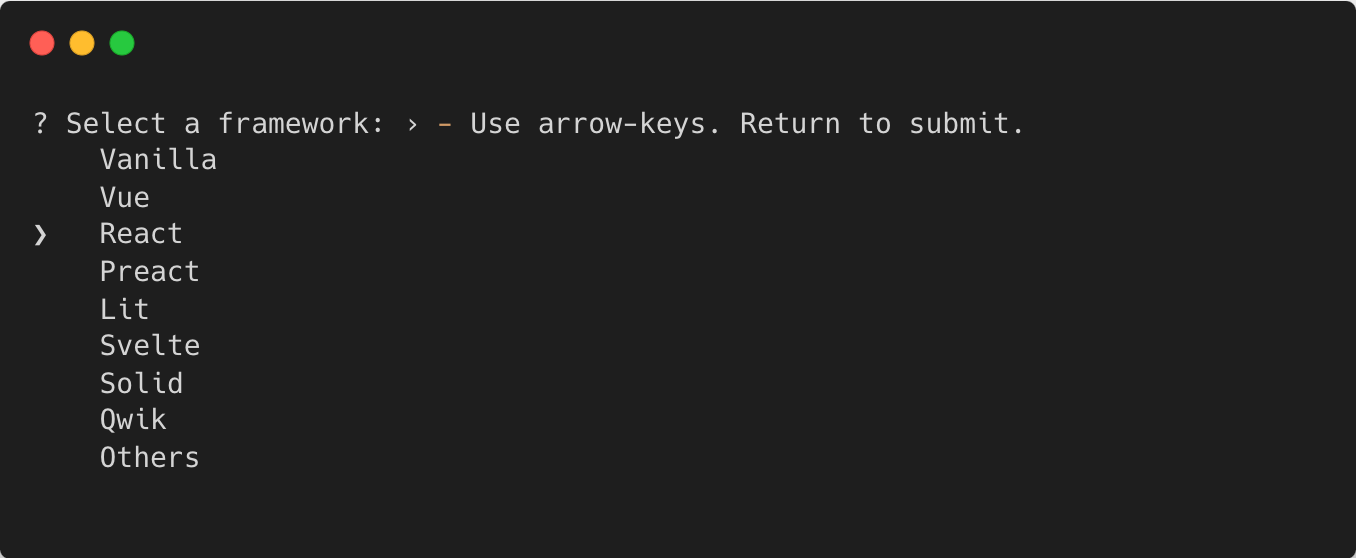 ? Select a framework: › - Use arrow-keys. Return to submit.
Vanilla
Vue
❯ React
Preact
Lit
Svelte
Solid
Qwik
Others